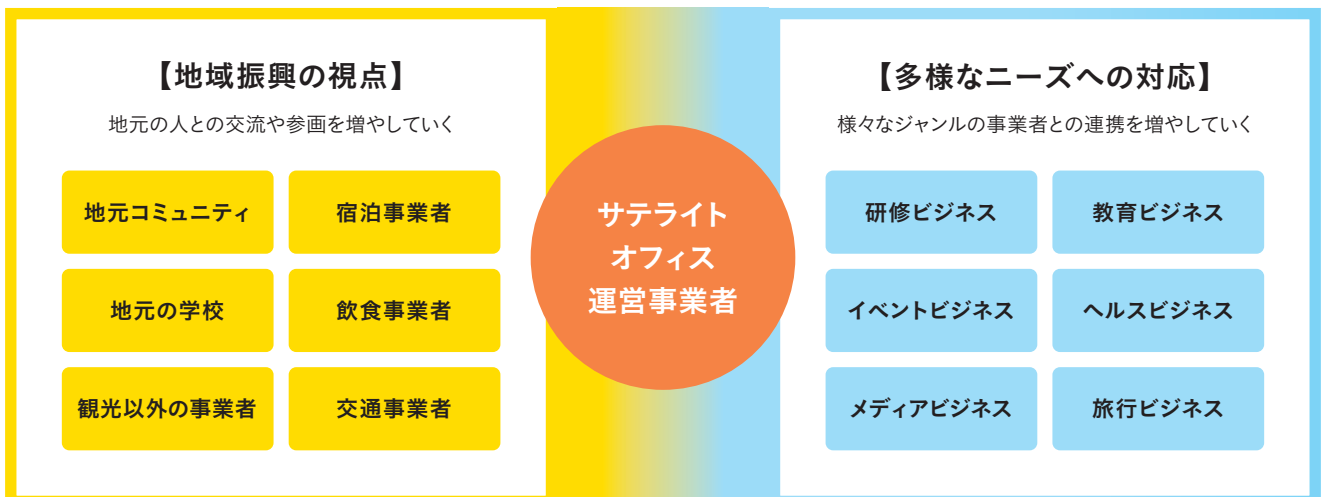 【地域振興の視点】
地元の人との交流や参画を増やしていく
地元コミュニティ
宿泊事業者
地元の学校
飲食事業者
観光以外の事業者
交通事業者
サテライト
オフィス
運営事業者
【多様なニーズへの対応】
様々なジャンルの事業者との連携を増やしていく
研修ビジネス
教育ビジネス
イベントビジネス
ヘルスビジネス
メディアビジネス
旅行ビジネス